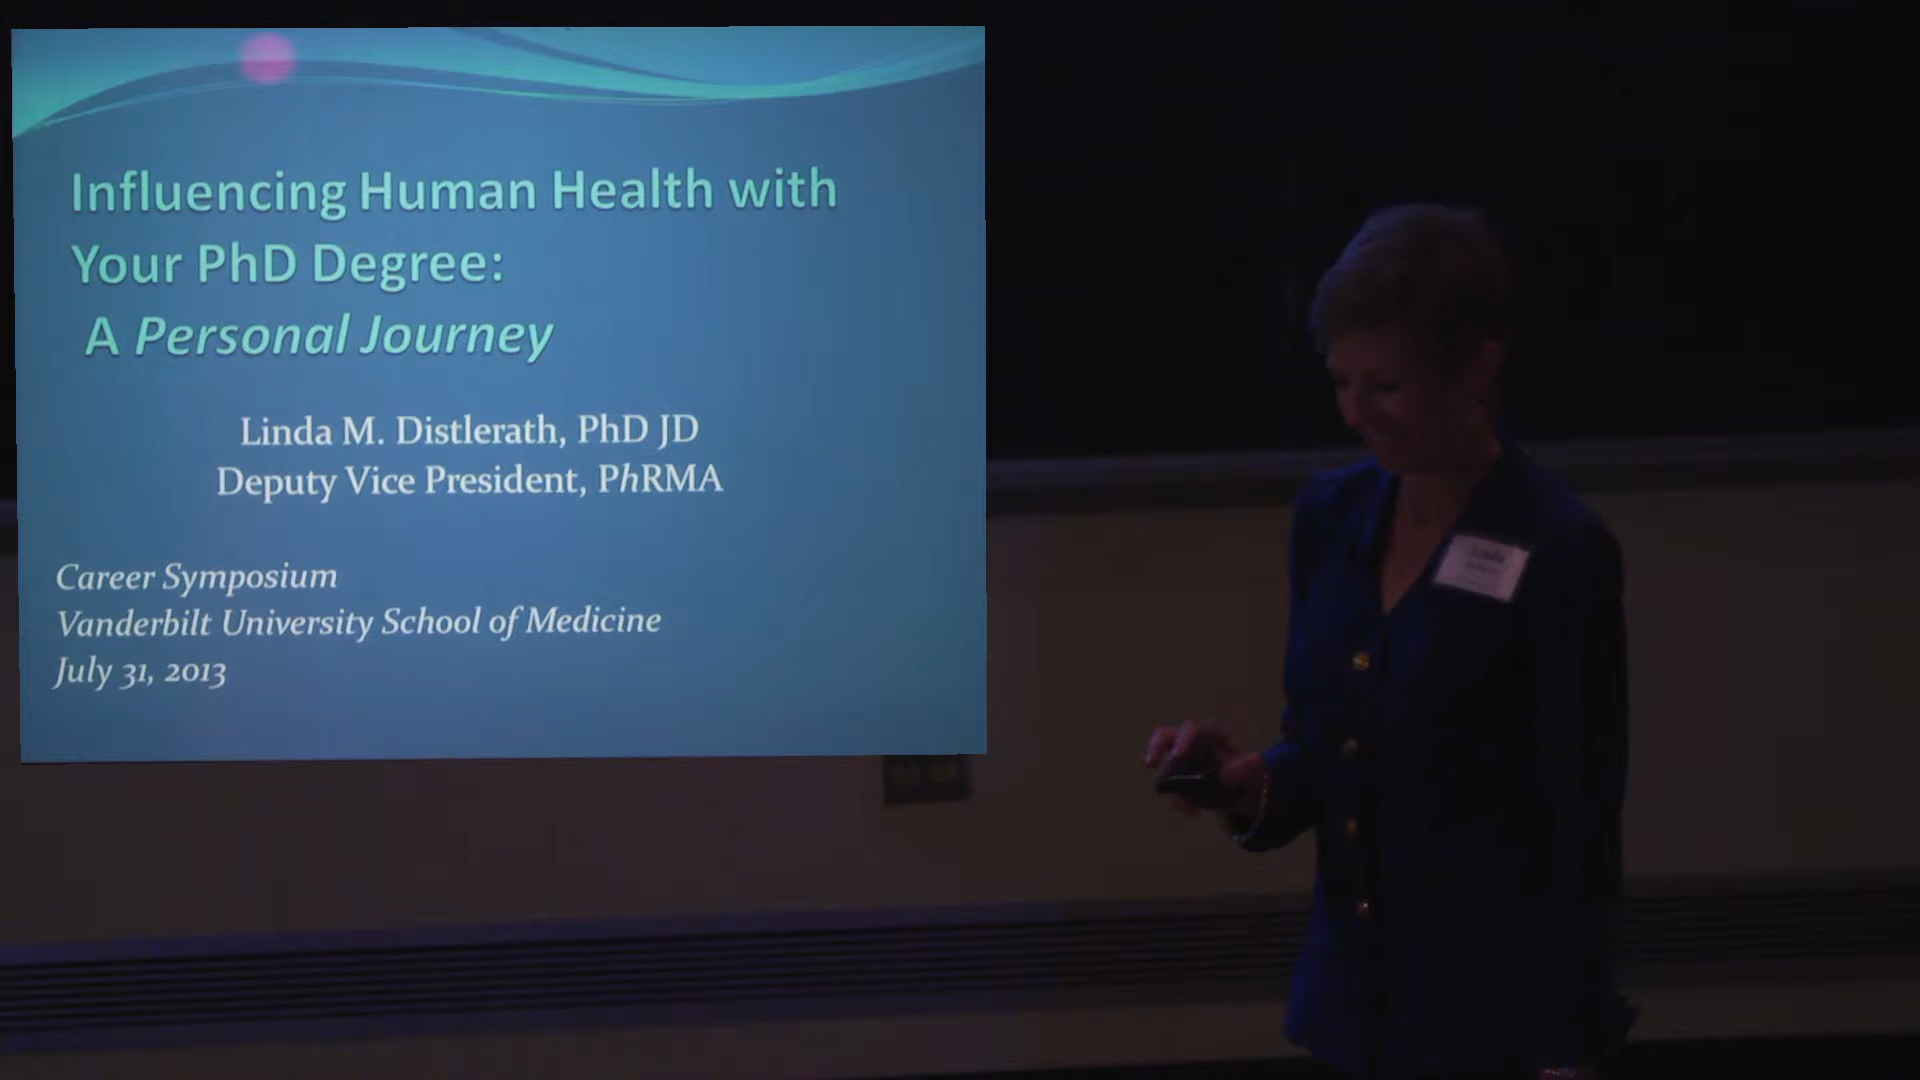 Influencing Human Health with
Your PhD Degree:
A Personal Journey
Linda M. Distlerath, PhD JD
Deputy Vice President, PhRMA
Career Symposium
Vanderbilt University School of Medicine
July 31, 2013
Linda